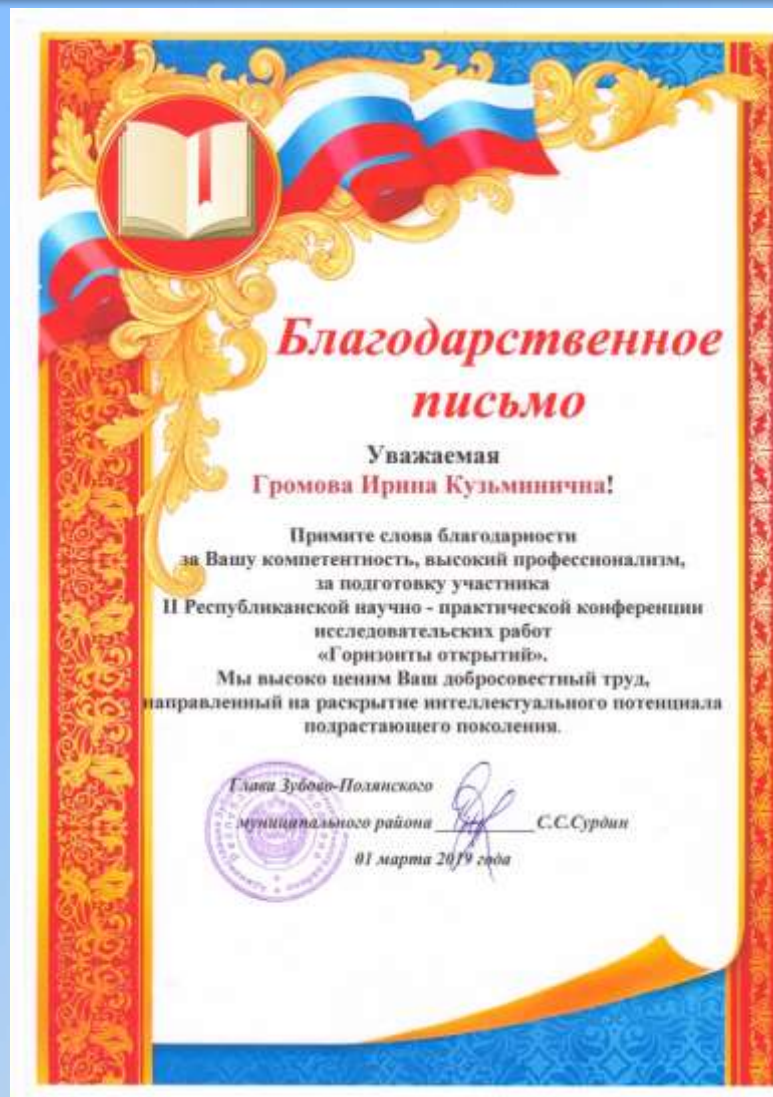 Благодарственное
письмо
Уважаемая
Громова Ирина Кузьминична!
Примите слова благодарности
за Вашу компетентность, высокий профессионализм,
за подготовку участника
II Республиканской научно - практической конференции
исследовательских работ
«Горизонты открытий».
Мы высоко ценим Ваш добросовестный труд,
направленный на раскрытие интеллектуального потенциала
подрастающего поколения.
Глава Зубово-Полянского
муниципального района __________ С.С.Сурдин
01 марта 2019 года